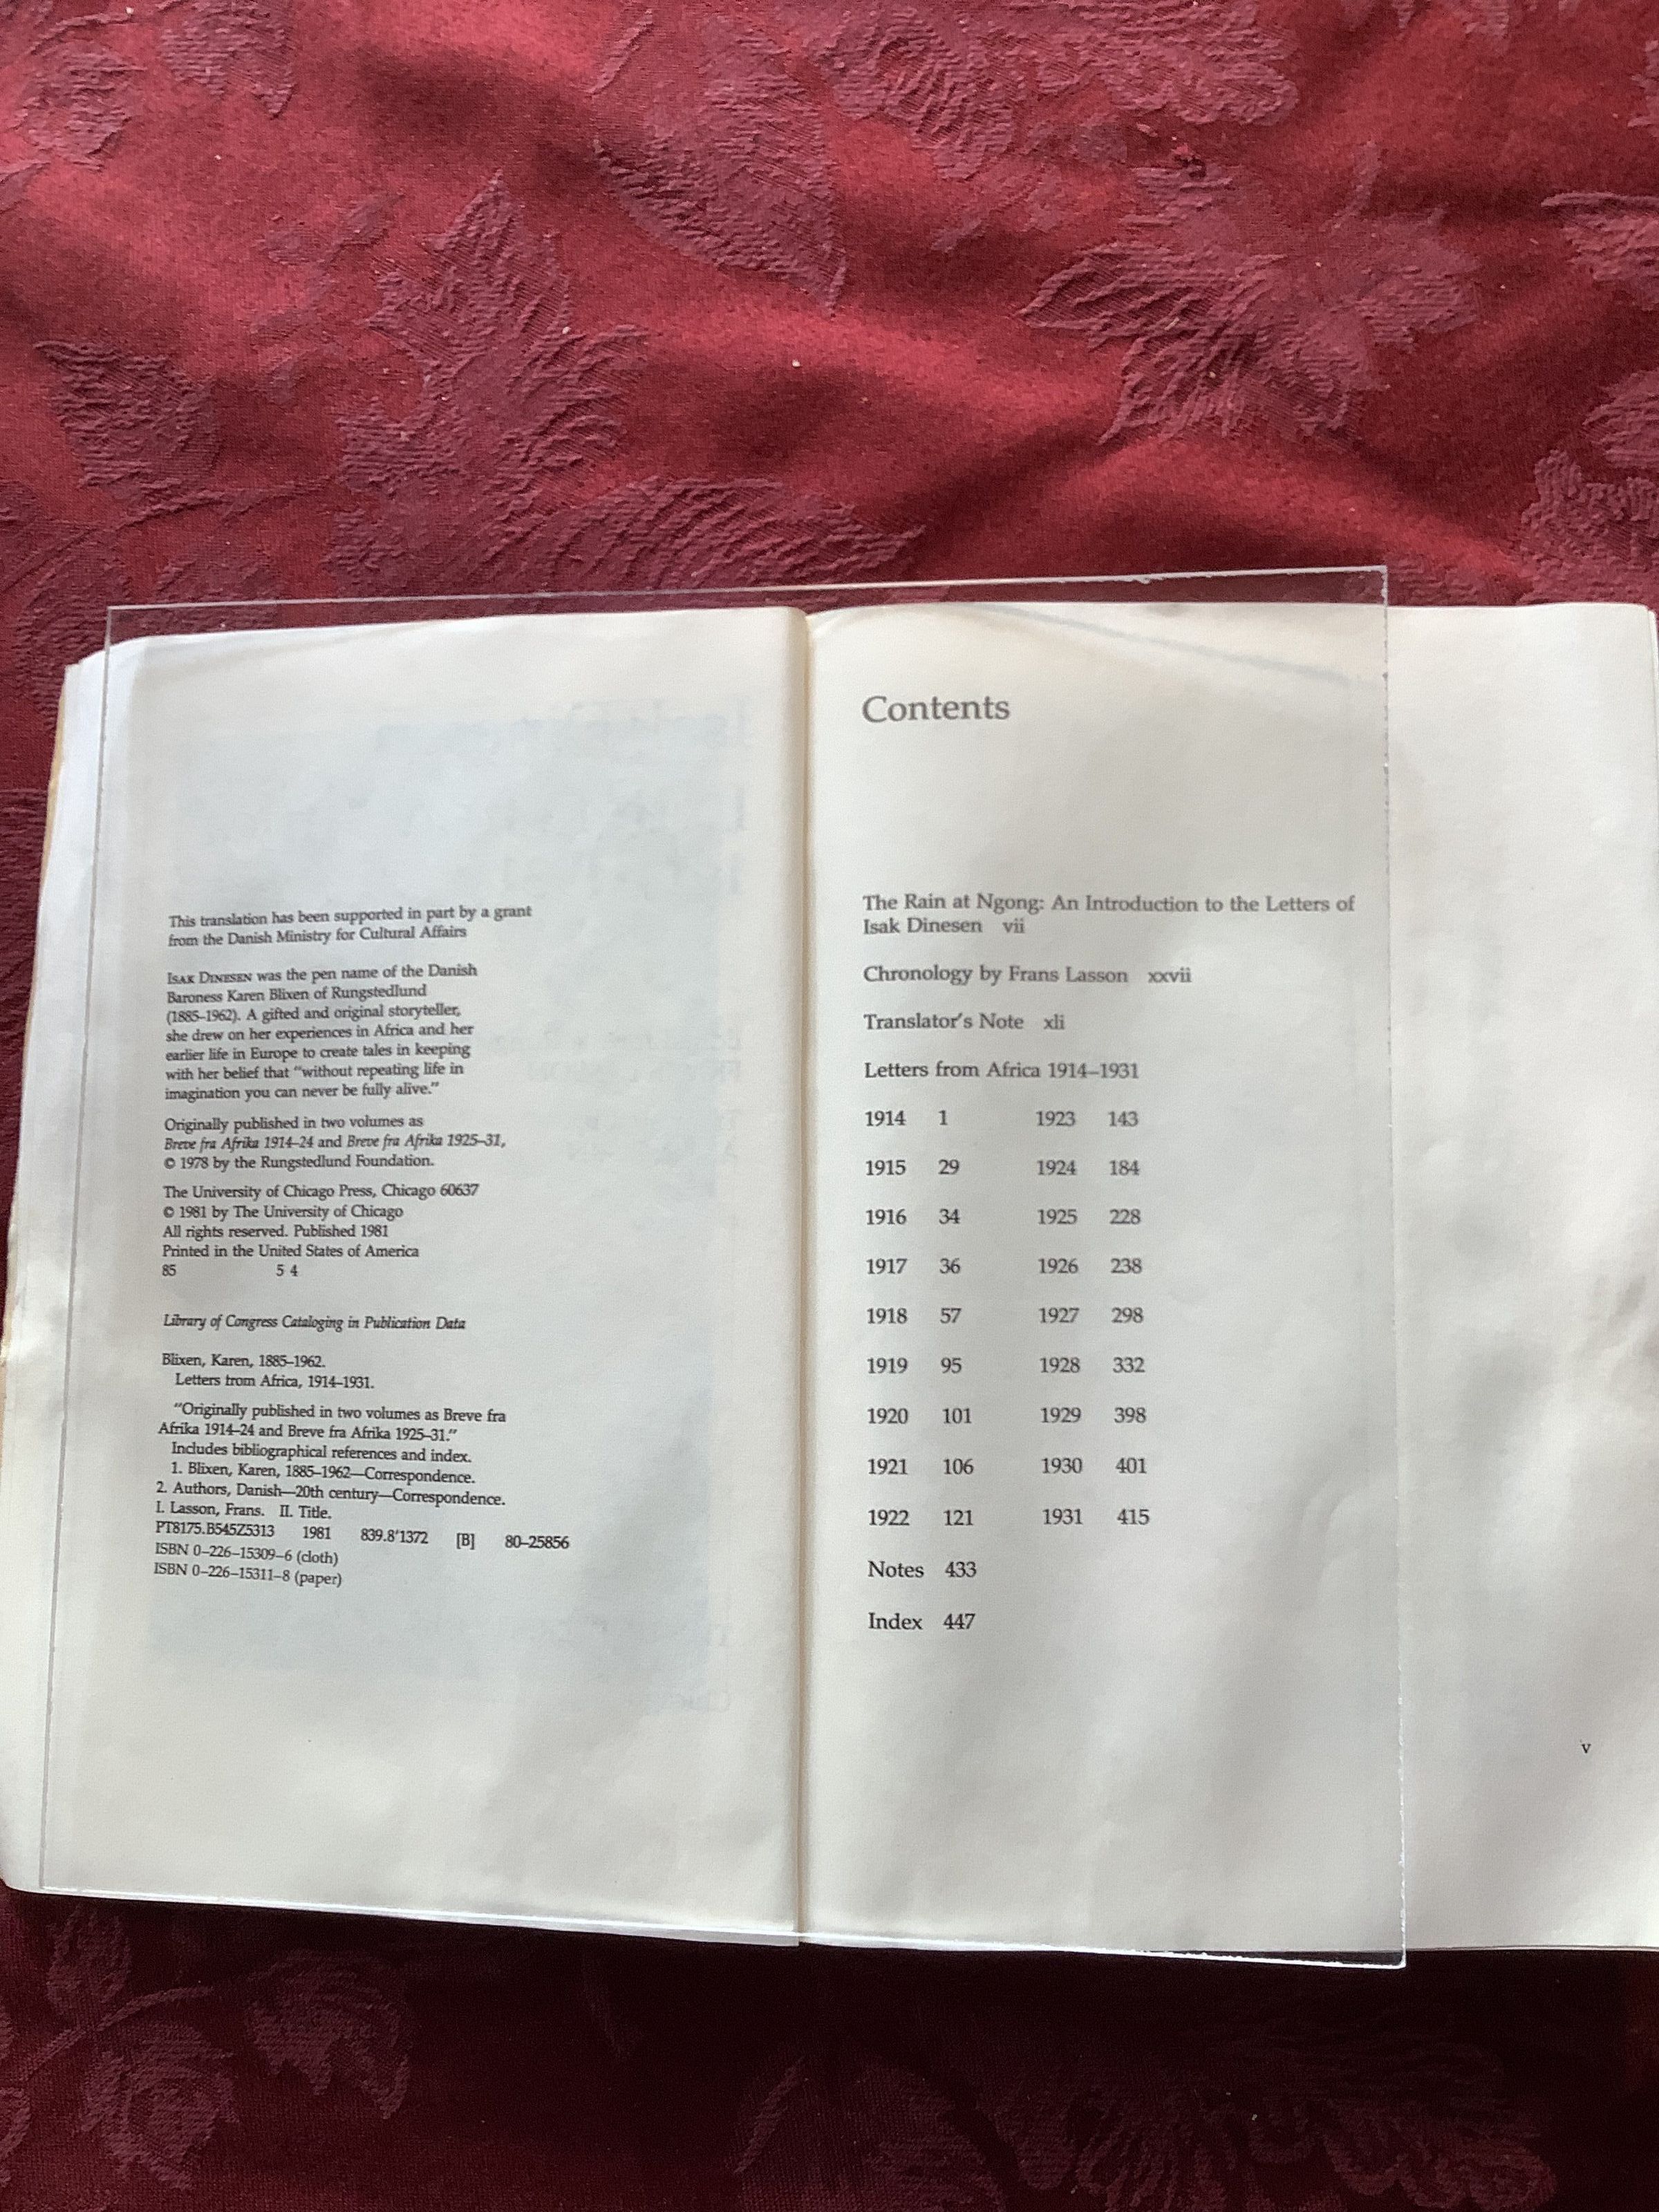 This translation has been supported in part by a grant
from the Danish Ministry for Cultural Affairs
ISAK DINESEN was the pen name of the Danish
Baroness Karen Blixen of Rungstedlund
(1885–1962). A gifted and original storyteller,
she drew on her experiences in Africa and her
earlier life in Europe to create tales in keeping
with her belief that “without repeating life in
imagination you can never be fully alive.”
Originally published in two volumes as
Breve fra Afrika 1914–24 and Breve fra Afrika 1925–31,
© 1978 by the Rungstedlund Foundation.
The University of Chicago Press, Chicago 60637
© 1981 by The University of Chicago
All rights reserved. Published 1981
Printed in the United States of America
85 5 4
Library of Congress Cataloging in Publication Data
Blixen, Karen, 1885–1962.
Letters from Africa, 1914–1931.
“Originally published in two volumes as Breve fra
Afrika 1914–24 and Breve fra Afrika 1925–31.”
Includes bibliographical references and index.
1. Blixen, Karen, 1885–1962—Correspondence.
2. Authors, Danish—20th century—Correspondence.
I. Lasson, Frans. II. Title.
PT8175.B545Z5313 1981 839.8'1372 [B] 80–25856
ISBN 0–226–15309–6 (cloth)
ISBN 0–226–15311–8 (paper)
Contents
The Rain at Ngong: An Introduction to the Letters of
Isak Dinesen vii
Chronology by Frans Lasson xxvii
Translator's Note xli
Letters from Africa 1914–1931
1914 1 1923 143
1915 29 1924 184
1916 34 1925 228
1917 36 1926 238
1918 57 1927 298
1919 95 1928 332
1920 101 1929 398
1921 106 1930 401
1922 121 1931 415
Notes 433
Index 447
v